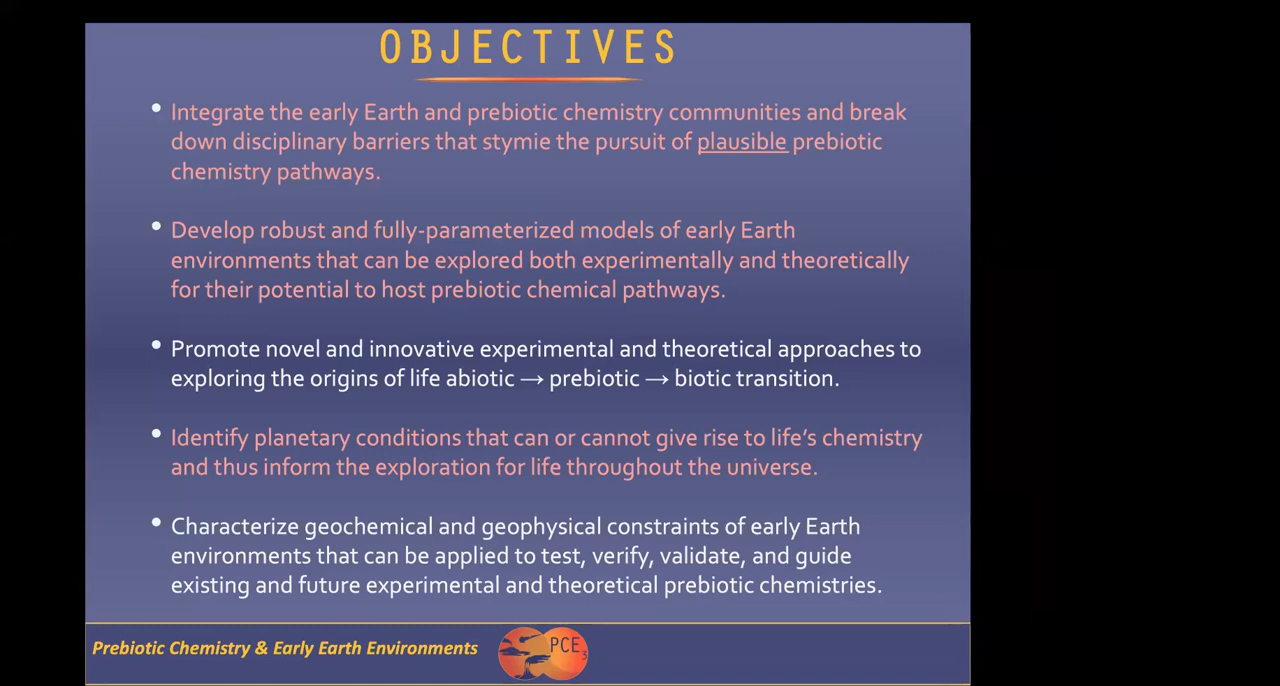 OBJECTIVES
• Integrate the early Earth and prebiotic chemistry communities and break
down disciplinary barriers that stymie the pursuit of plausible prebiotic
chemistry pathways.
• Develop robust and fully-parameterized models of early Earth
environments that can be explored both experimentally and theoretically
for their potential to host prebiotic chemical pathways.
• Promote novel and innovative experimental and theoretical approaches to
exploring the origins of life abiotic → prebiotic → biotic transition.
• Identify planetary conditions that can or cannot give rise to life's chemistry
and thus inform the exploration for life throughout the universe.
• Characterize geochemical and geophysical constraints of early Earth
environments that can be applied to test, verify, validate, and guide
existing and future experimental and theoretical prebiotic chemistries.
Prebiotic Chemistry & Early Earth Environments
PCE3